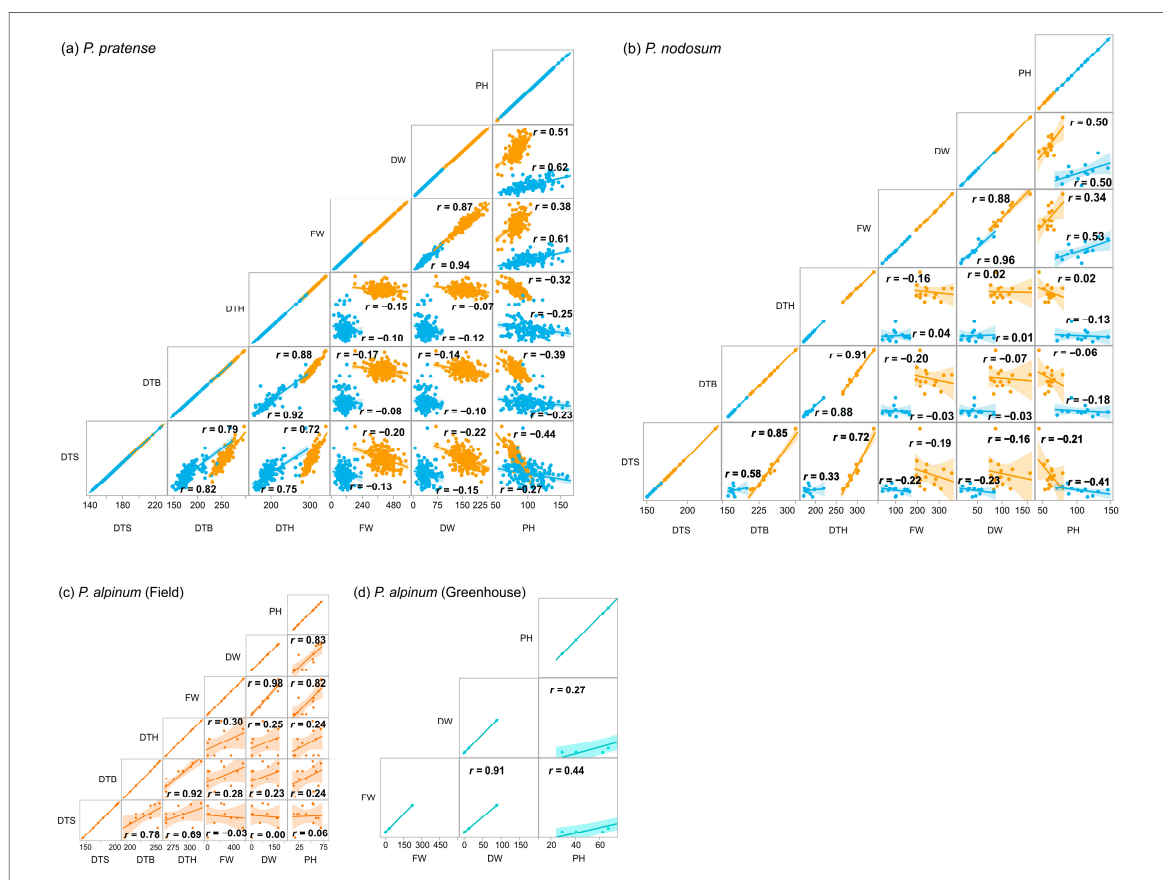 (a) P. pratense
PH
DW
r = 0.51
r = 0.62
FW
r = 0.87
r = 0.94
r = 0.38
r = 0.61
DTH
r = −0.15
r = −0.10
r = −0.07
r = −0.12
r = −0.32
r = −0.25
DTB
r = 0.88
r = 0.92
r = −0.17
r = −0.08
r = −0.14
r = −0.10
r = −0.39
r = −0.23
DTS
r = 0.79
r = 0.82
r = 0.72
r = 0.75
r = −0.20
r = −0.13
r = −0.22
r = −0.15
r = −0.44
r = −0.27
140 160 200 220
150 200 250
200 300
0 240 480
0 75 150 225
50 100 150
DTS DTB DTH FW DW PH
(b) P. nodosum
PH
DW
r = 0.50
r = 0.50
FW
r = 0.88
r = 0.96
r = 0.34
r = 0.53
DTH
r = −0.16
r = 0.04
r = 0.02
r = 0.01
r = 0.02
r = −0.13
DTB
r = 0.91
r = 0.88
r = −0.20
r = −0.03
r = −0.07
r = −0.03
r = −0.06
r = −0.18
DTS
r = 0.85
r = 0.58
r = 0.72
r = 0.33
r = −0.19
r = −0.22
r = −0.16
r = −0.23
r = −0.21
r = −0.41
150 200
150 225 300
200 300
100 200 300
50 100 150
50 100 150
DTS DTB DTH FW DW PH
(c) P. alpinum (Field)
PH
DW
r = 0.83
FW
r = 0.98
r = 0.82
DTH
r = 0.30
r = 0.25
r = 0.24
DTB
r = 0.92
r = 0.28
r = 0.23
r = 0.24
DTS
r = 0.78
r = 0.69
r = −0.03
r = 0.00
r = 0.06
150 200
200 250
275 300
0 400
0 150
25 75
DTS DTB DTH FW DW PH
(d) P. alpinum (Greenhouse)
PH
DW
r = 0.27
FW
r = 0.91
r = 0.44
0 150 300 450
0 50 100 150
20 40 60
FW DW PH